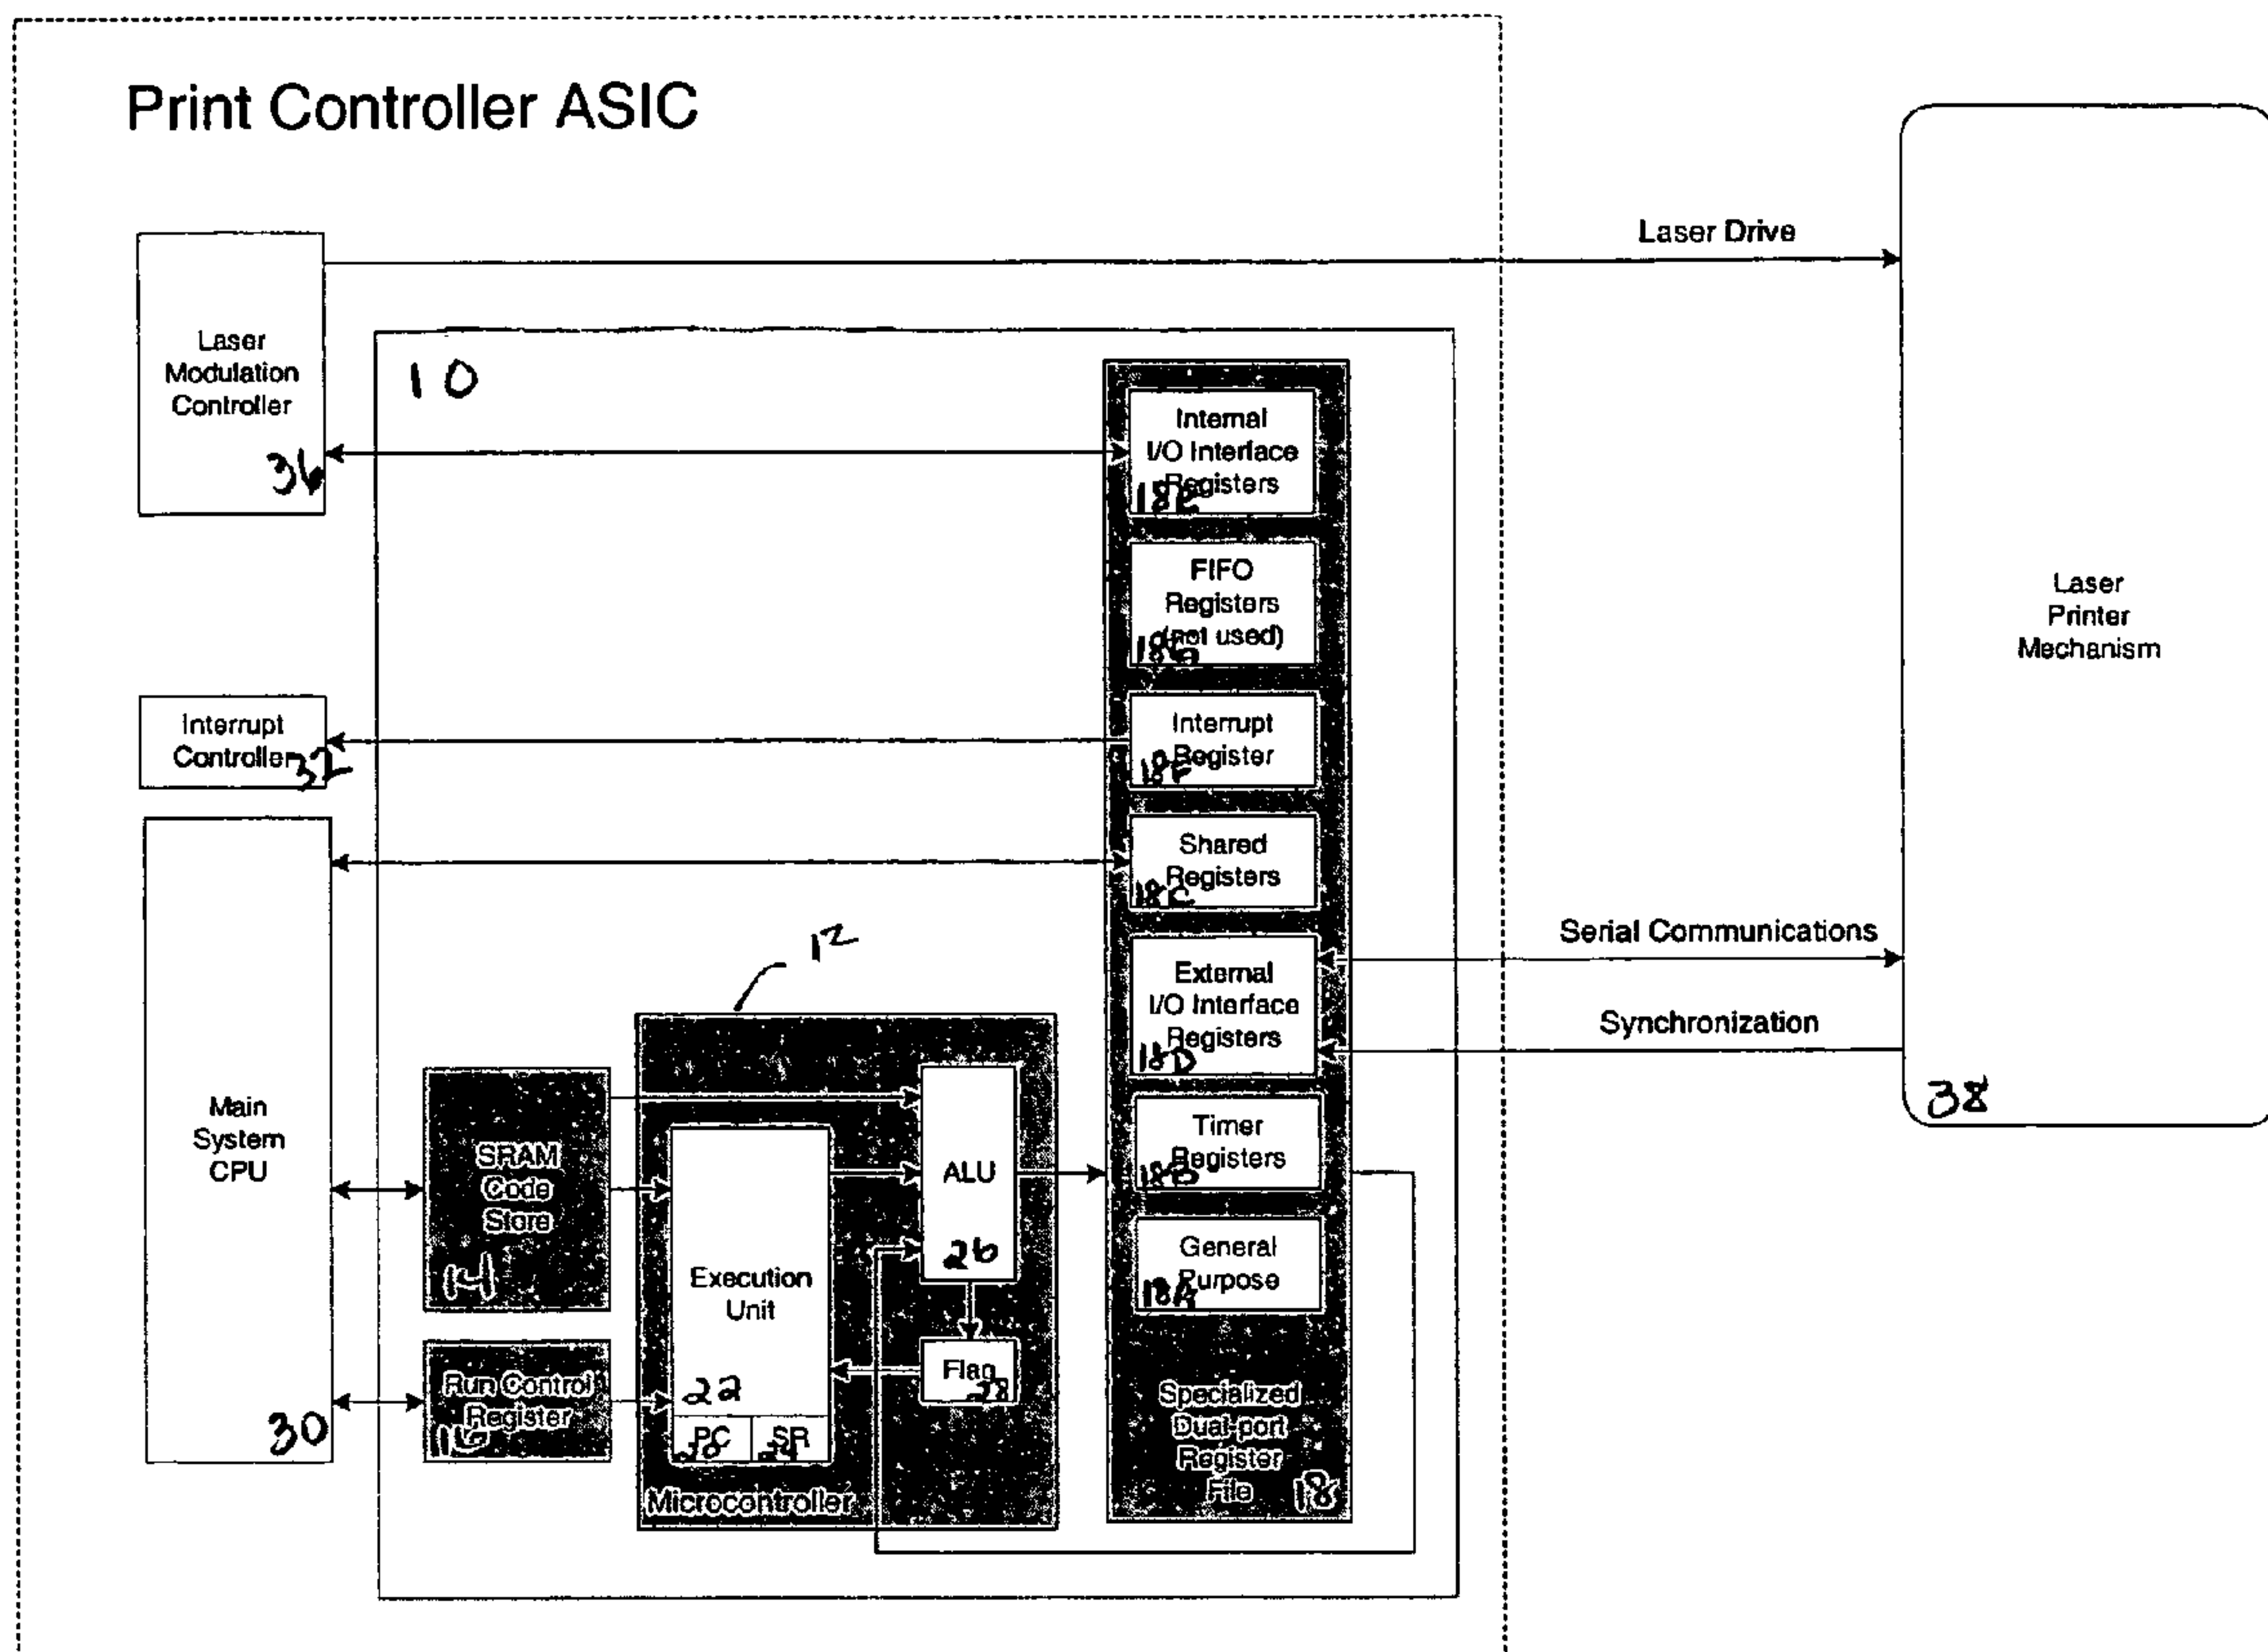 Print Controller ASIC
Laser Drive
Laser
Modulation
Controller
36
10
Internal
I/O Interface
Registers
18E
FIFO
Registers
(not used)
18G
Laser
Printer
Mechanism
Interrupt
Controller
32
Interrupt
Register
18F
Shared
Registers
18C
12
Serial Communications
External
I/O Interface
Registers
18D
Synchronization
38
Main
System
CPU
30
SRAM
Code
Store
14
ALU
26
Timer
Registers
18B
Execution
Unit
22
General
Purpose
18A
Run Control
Register
16
Flag
28
PC
SR
Microcontroller
Specialized
Dual-port
Register
File
18